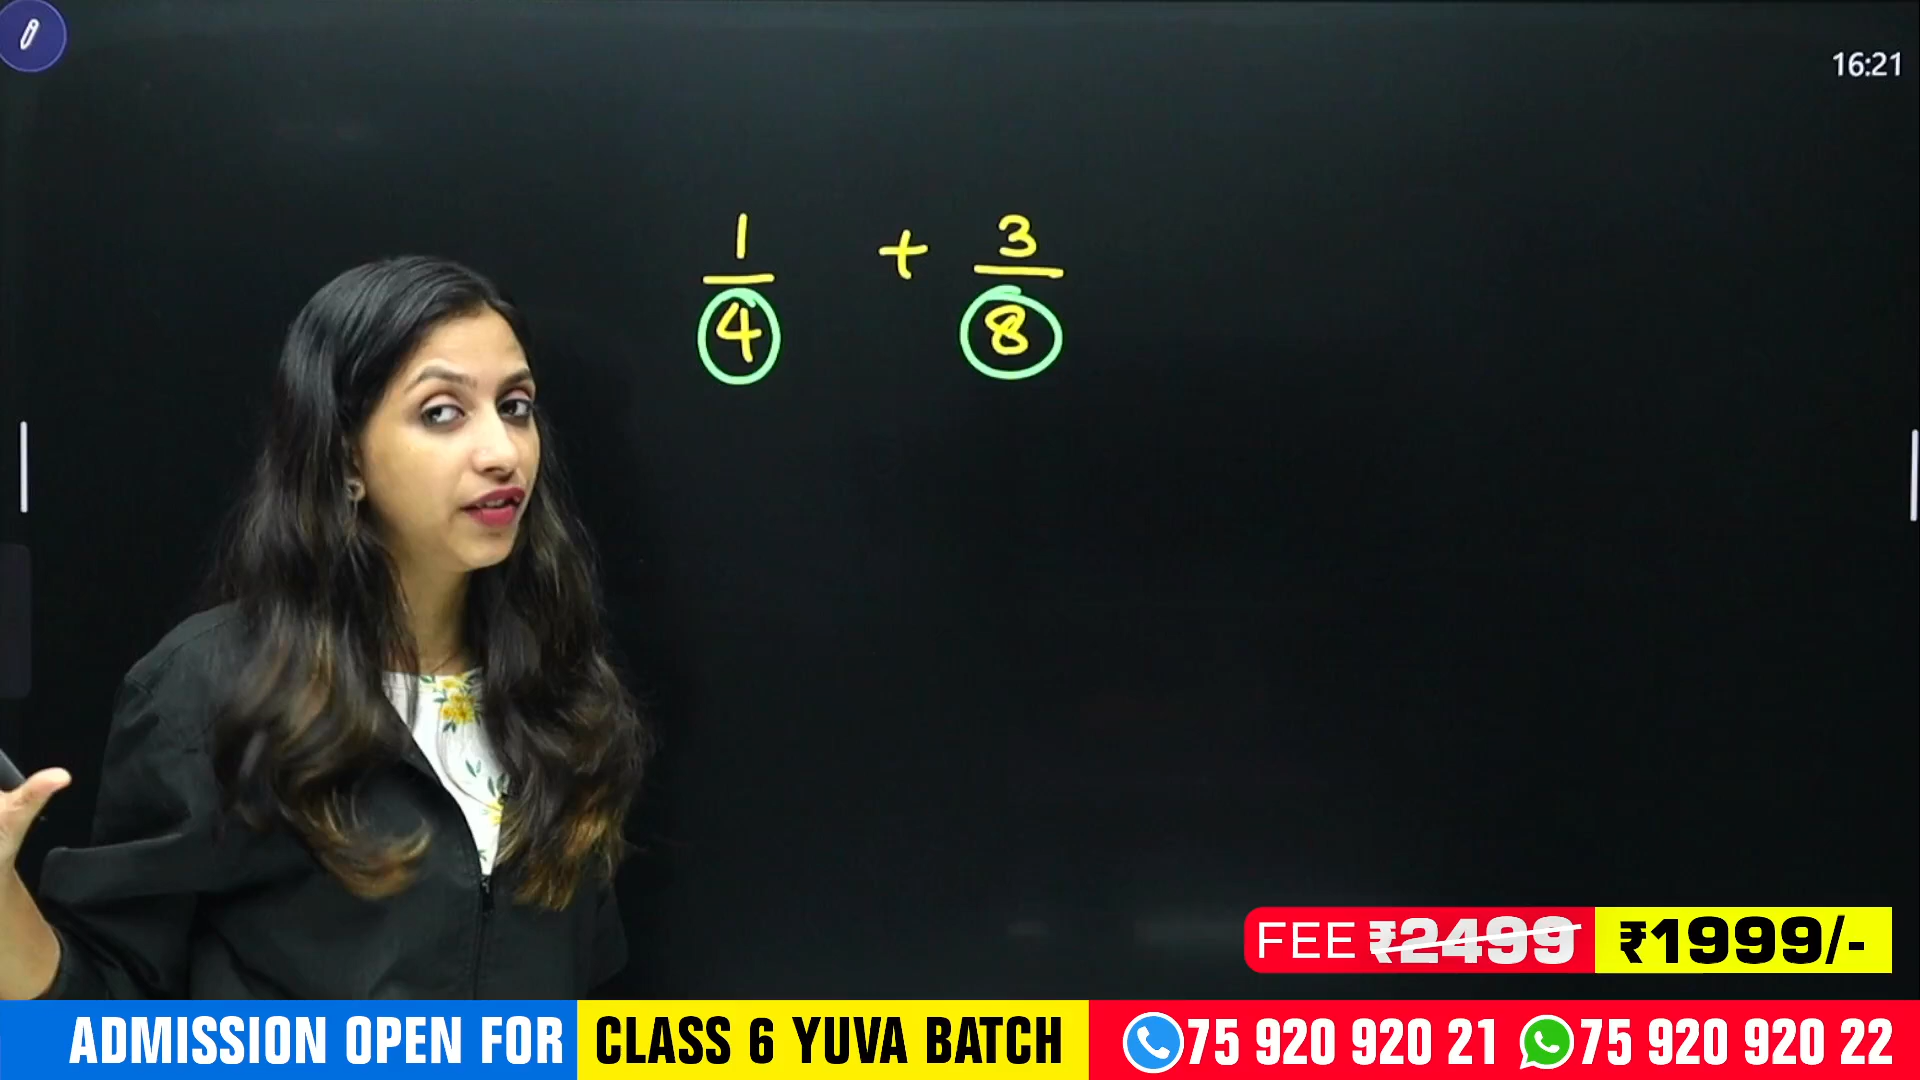 16:21
1/4 + 3/8
FEE ₹2499 ₹1999/-
ADMISSION OPEN FOR CLASS 6 YUVA BATCH 75 920 920 21 75 920 920 22